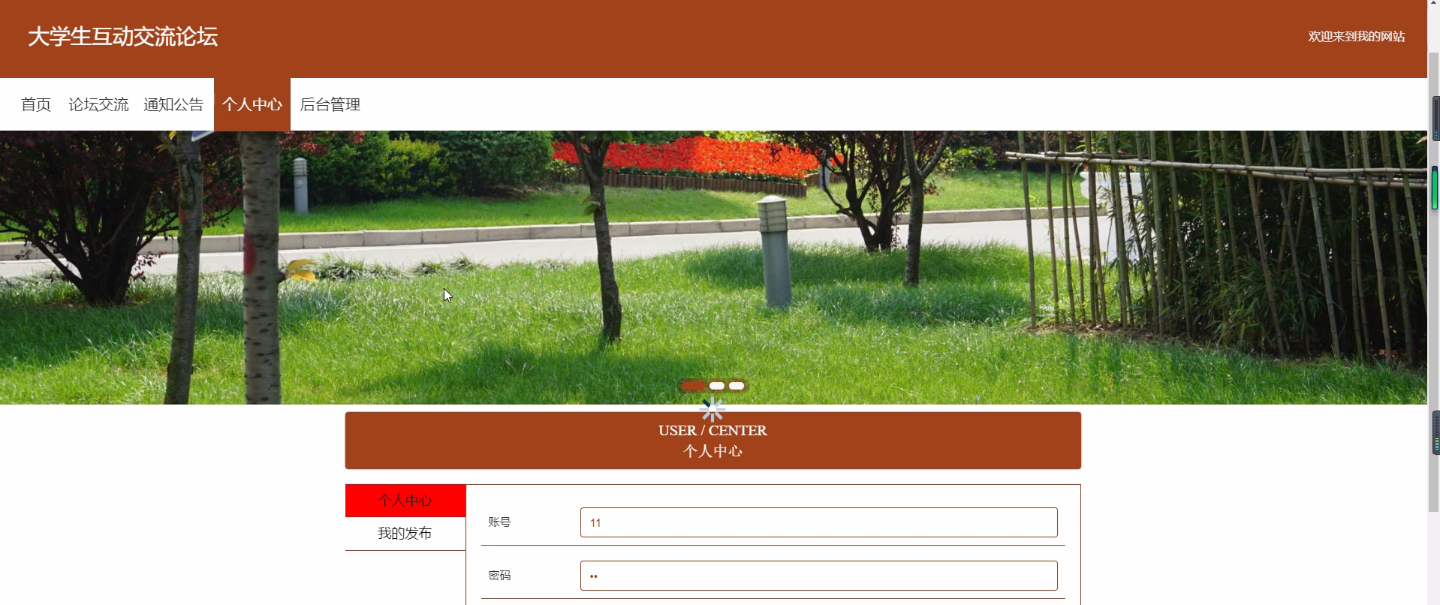 大学生互动交流论坛
欢迎来到我的网站
首页 论坛交流 通知公告 个人中心 后台管理
USER / CENTER
个人中心
个人中心
我的发布
账号 11
密码 ••